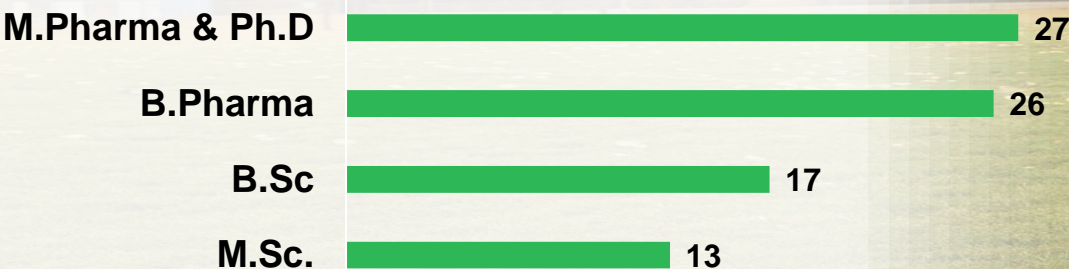 M.Pharma & Ph.D 27
B.Pharma 26
B.Sc 17
M.Sc. 13